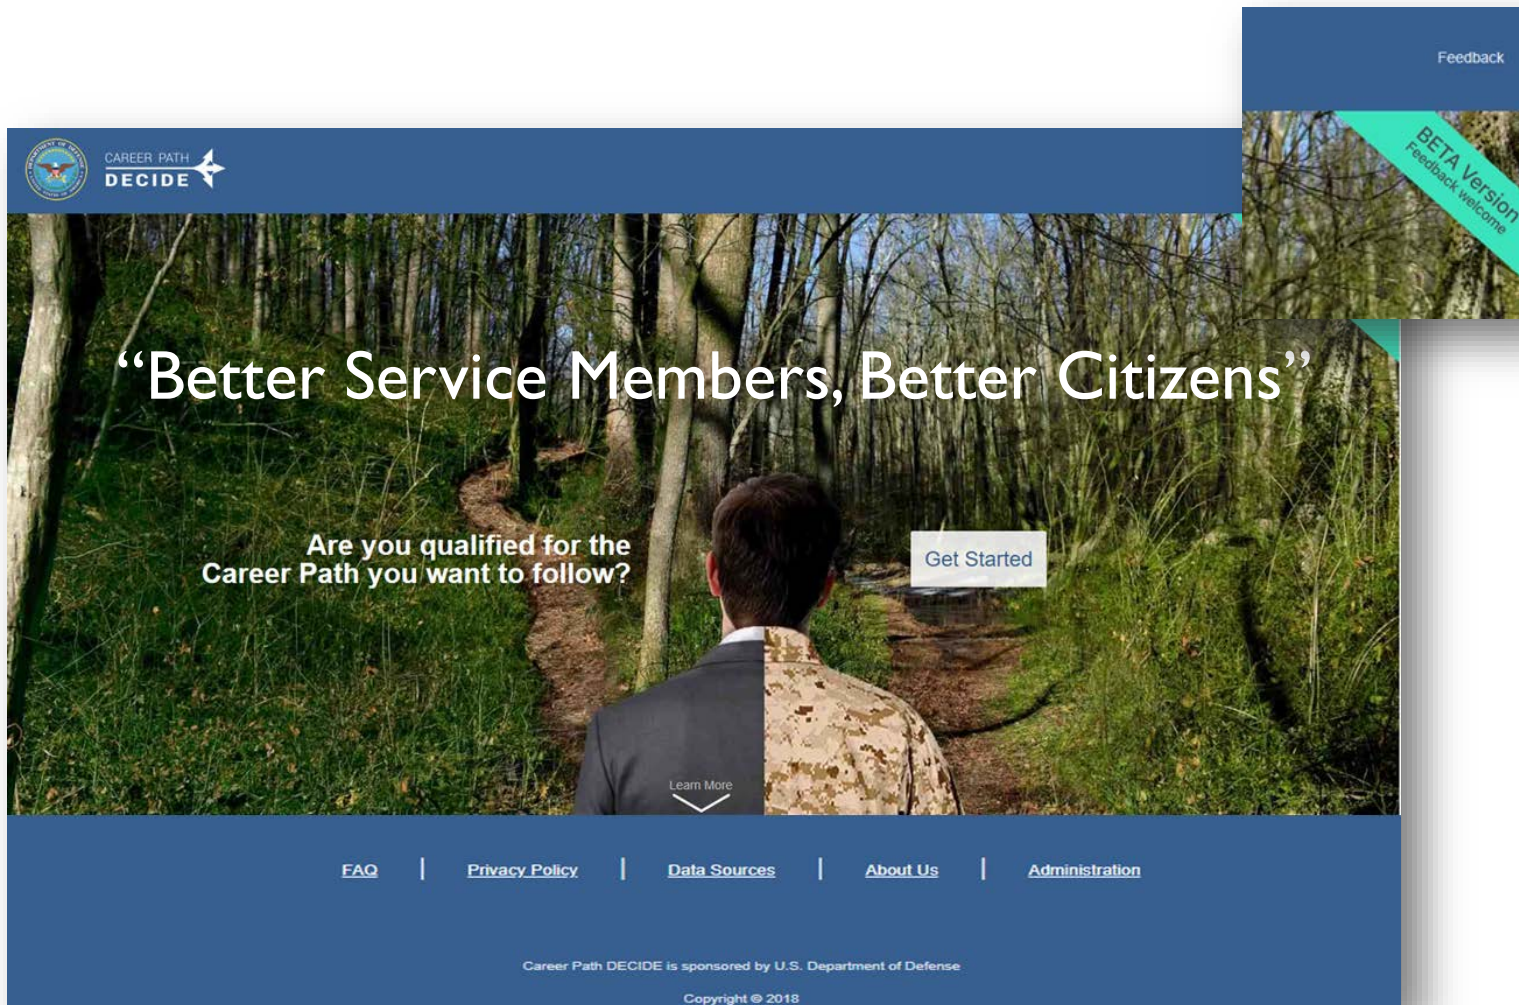 Feedback
BETA Version
Feedback welcome
CAREER PATH
DECIDE
“Better Service Members, Better Citizens”
Are you qualified for the
Career Path you want to follow?
Get Started
Learn More
FAQ | Privacy Policy | Data Sources | About Us | Administration
Career Path DECIDE is sponsored by U.S. Department of Defense
Copyright © 2018